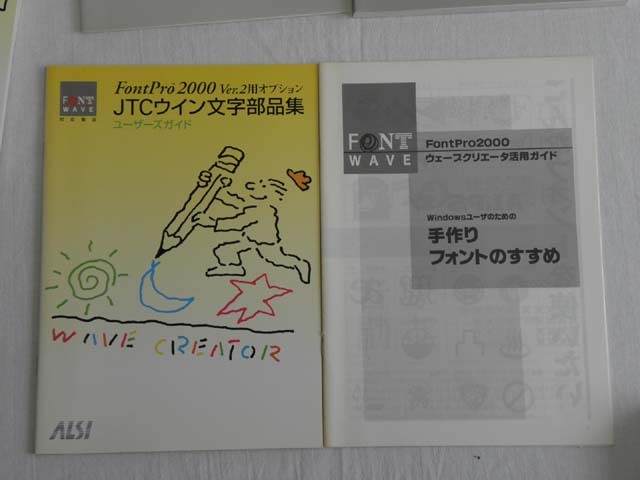 FONT
WAVE
FontPro 2000 Ver.2用オプション
JTCウイン文字部品集
ユーザーズガイド
WAVE CREATOR
ALSI
FONT
WAVE
FontPro2000
ウェーブクリエータ活用ガイド
Windowsユーザのための
手作り
フォントのすすめ